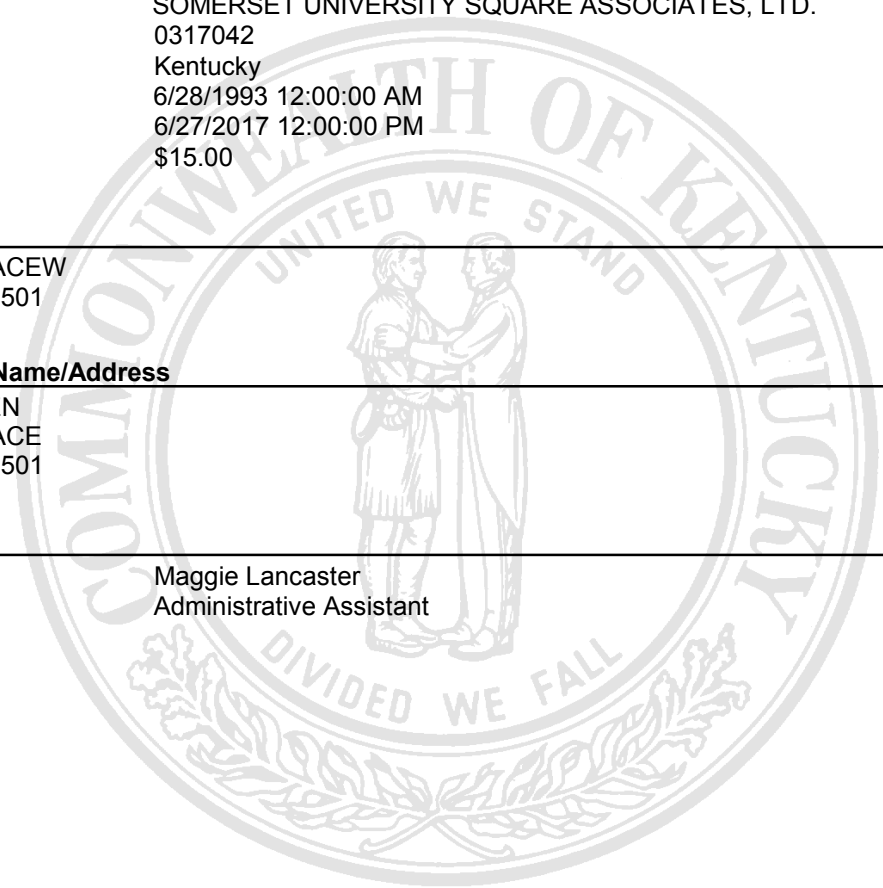 SOMERSET UNIVERSITY SQUARE ASSOCIATES, LTD.
0317042
Kentucky
6/28/1993 12:00:00 AM
6/27/2017 12:00:00 PM
$15.00
ACEW
501
Name/Address
EN
ACE
501
Maggie Lancaster
Administrative Assistant
COMMONWEALTH OF KENTUCKY
UNITED WE STAND
DIVIDED WE FALL